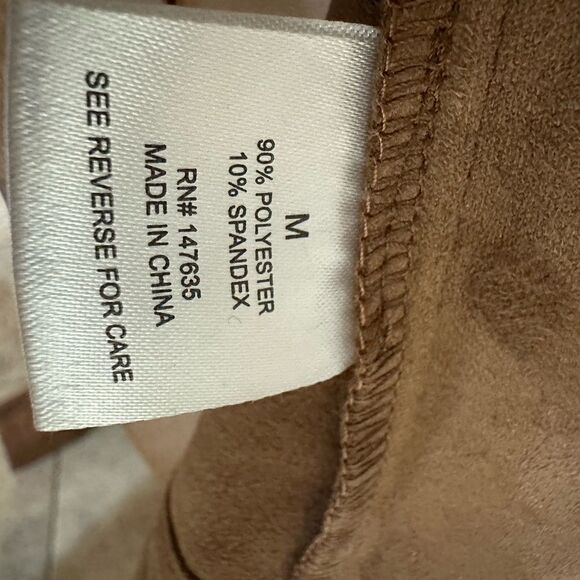 M
90% POLYESTER
10% SPANDEX
RN# 147635
MADE IN CHINA
SEE REVERSE FOR CARE